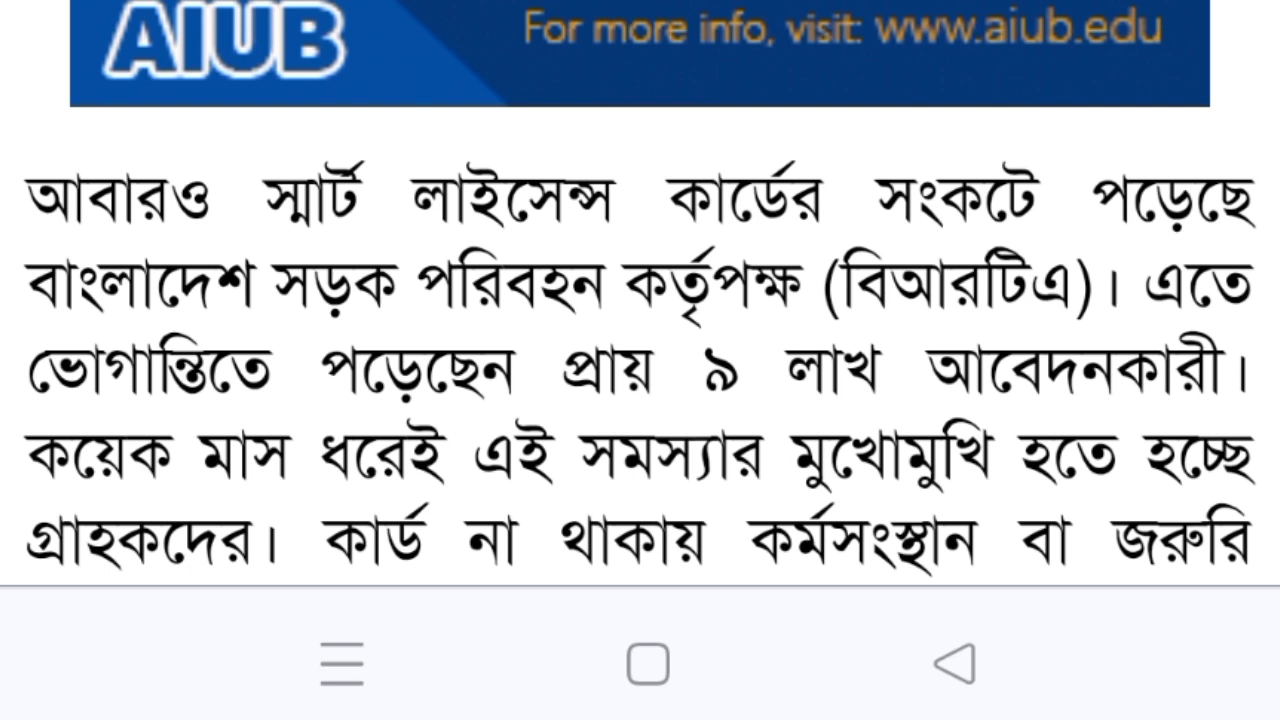 AIUB For more info, visit: www.aiub.edu
আবারও স্মার্ট লাইসেন্স কার্ডের সংকটে পড়েছে
বাংলাদেশ সড়ক পরিবহন কর্তৃপক্ষ (বিআরটিএ)। এতে
ভোগান্তিতে পড়েছেন প্রায় ৯ লাখ আবেদনকারী।
কয়েক মাস ধরেই এই সমস্যার মুখোমুখি হতে হচ্ছে
গ্রাহকদের। কার্ড না থাকায় কর্মসংস্থান বা জরুরি